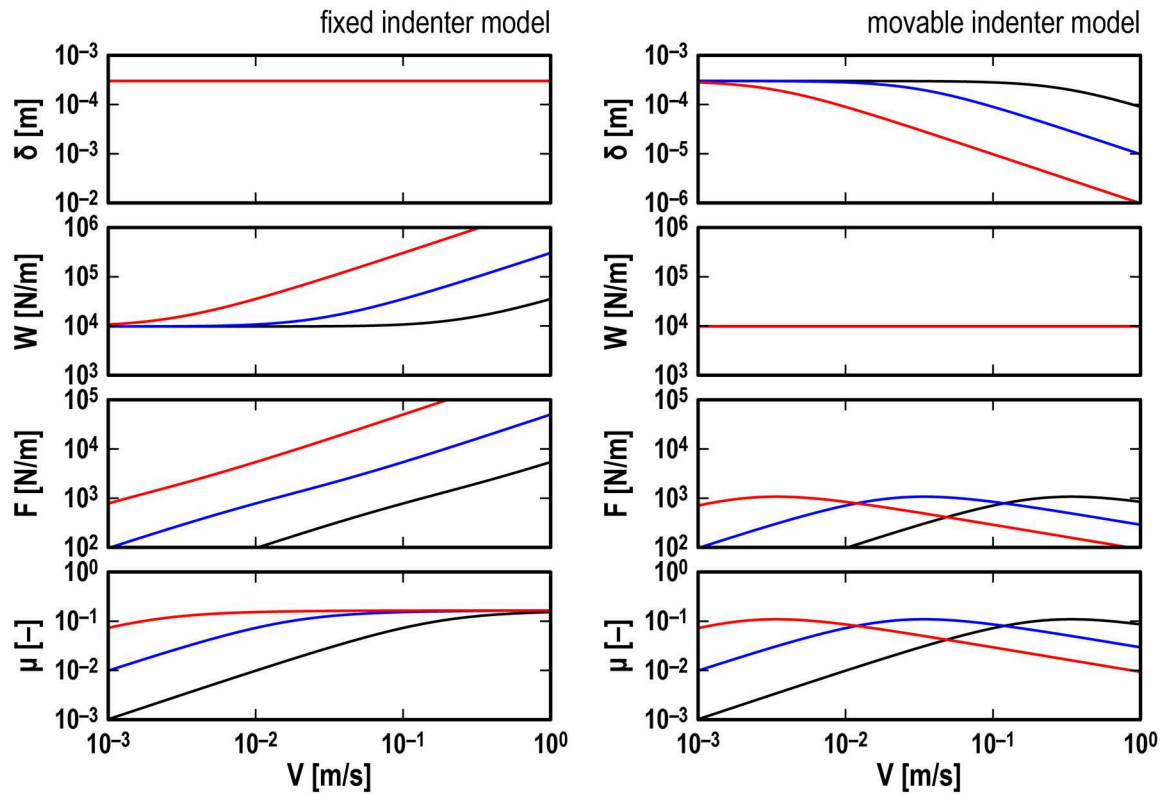 fixed indenter model
movable indenter model
δ [m]
10⁻³
10⁻⁴
10⁻³
10⁻²
δ [m]
10⁻³
10⁻⁴
10⁻⁵
10⁻⁶
W [N/m]
10⁶
10⁵
10⁴
10³
W [N/m]
10⁶
10⁵
10⁴
10³
F [N/m]
10⁵
10⁴
10³
10²
F [N/m]
10⁵
10⁴
10³
10²
μ [–]
10⁰
10⁻¹
10⁻²
10⁻³
μ [–]
10⁰
10⁻¹
10⁻²
10⁻³
10⁻³ 10⁻² 10⁻¹ 10⁰
10⁻³ 10⁻² 10⁻¹ 10⁰
V [m/s]
V [m/s]